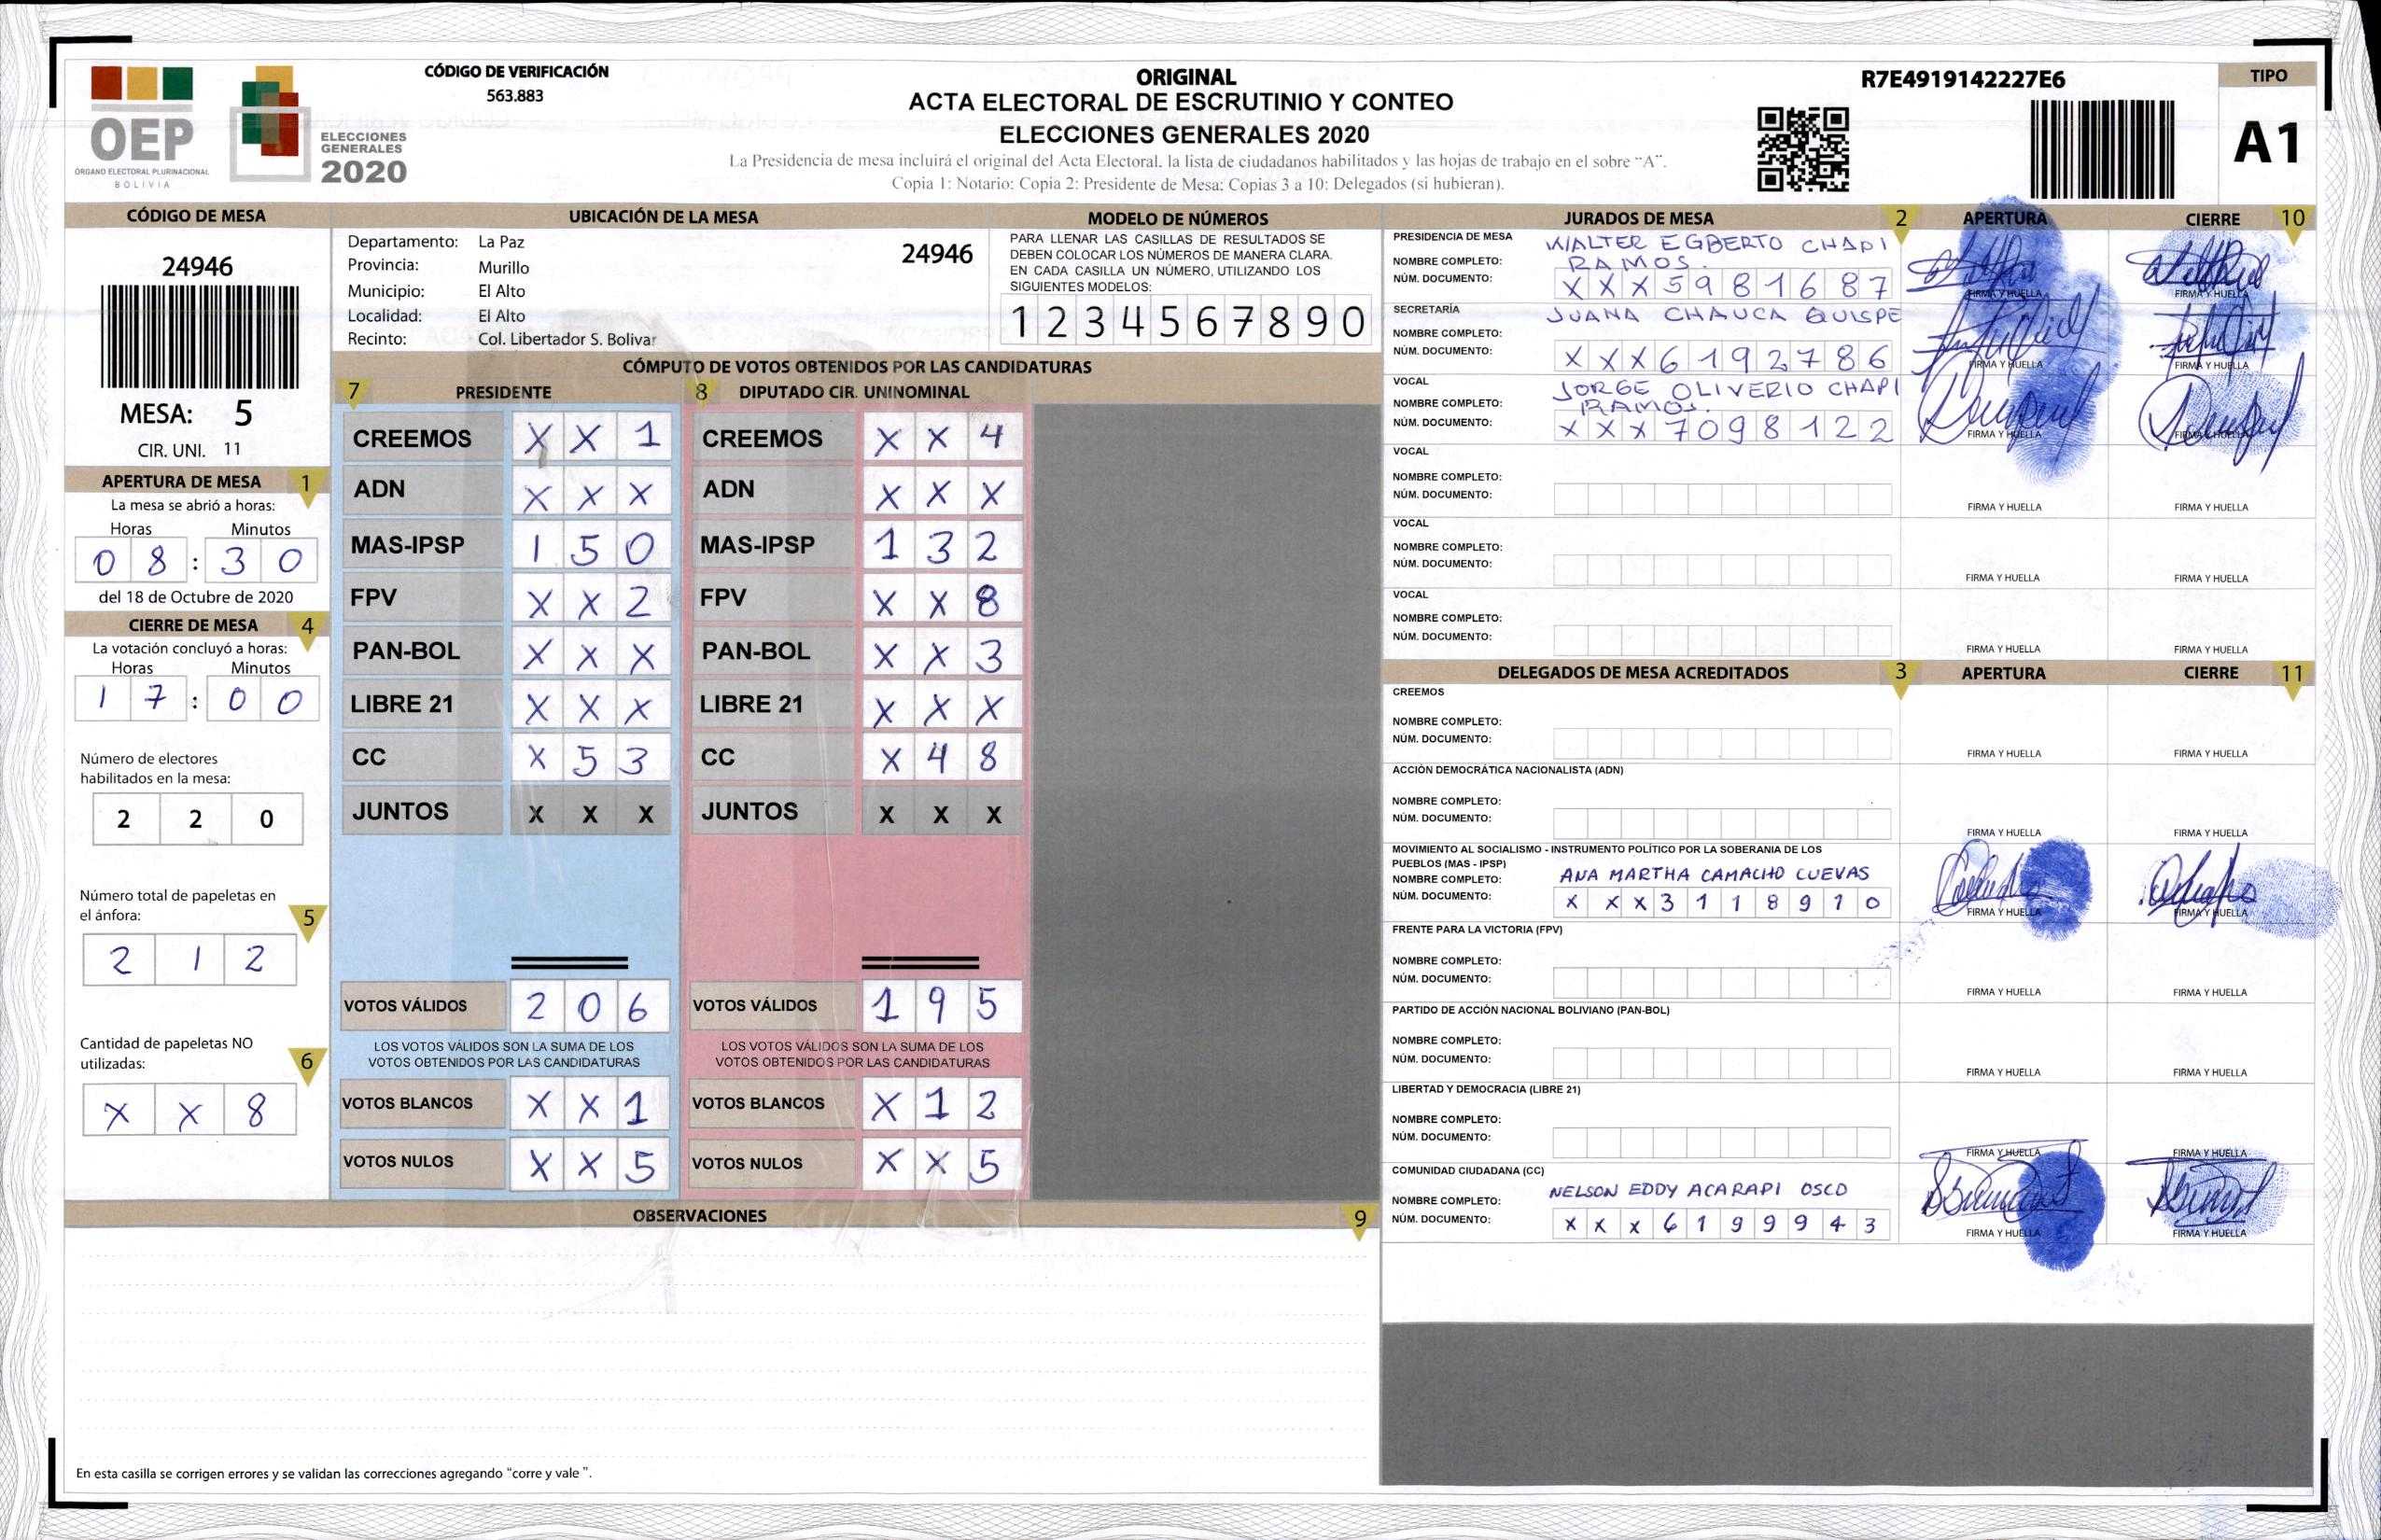 CÓDIGO DE VERIFICACIÓN
563.883
ORIGINAL
ACTA ELECTORAL DE ESCRUTINIO Y CONTEO
ELECCIONES GENERALES 2020
La Presidencia de mesa incluirá el original del Acta Electoral, la lista de ciudadanos habilitados y las hojas de trabajo en el sobre "A".
Copia 1: Notario; Copia 2: Presidente de Mesa; Copias 3 a 10: Delegados (si hubieran).
R7E4919142227E6
TIPO
A1
OEP
ÓRGANO ELECTORAL PLURINACIONAL
BOLIVIA
ELECCIONES
GENERALES
2020
CÓDIGO DE MESA
24946
MESA: 5
CIR. UNI. 11
APERTURA DE MESA 1
La mesa se abrió a horas:
Horas Minutos
0 8 : 3 0
del 18 de Octubre de 2020
CIERRE DE MESA 4
La votación concluyó a horas:
Horas Minutos
1 7 : 0 0
Número de electores
habilitados en la mesa:
2 2 0
Número total de papeletas en
el ánfora: 5
2 1 2
Cantidad de papeletas NO
utilizadas: 6
X X 8
UBICACIÓN DE LA MESA
Departamento: La Paz 24946
Provincia: Murillo
Municipio: El Alto
Localidad: El Alto
Recinto: Col. Libertador S. Bolivar
MODELO DE NÚMEROS
PARA LLENAR LAS CASILLAS DE RESULTADOS SE
DEBEN COLOCAR LOS NÚMEROS DE MANERA CLARA.
EN CADA CASILLA UN NÚMERO, UTILIZANDO LOS
SIGUIENTES MODELOS:
1 2 3 4 5 6 7 8 9 0
CÓMPUTO DE VOTOS OBTENIDOS POR LAS CANDIDATURAS
7 PRESIDENTE 8 DIPUTADO CIR. UNINOMINAL
CREEMOS X X 1 CREEMOS X X 4
ADN X X X ADN X X X
MAS-IPSP 1 5 0 MAS-IPSP 1 3 2
FPV X X 2 FPV X X 8
PAN-BOL X X X PAN-BOL X X 3
LIBRE 21 X X X LIBRE 21 X X X
CC X 5 3 CC X 4 8
JUNTOS X X X JUNTOS X X X
VOTOS VÁLIDOS 2 0 6 VOTOS VÁLIDOS 1 9 5
LOS VOTOS VÁLIDOS SON LA SUMA DE LOS LOS VOTOS VÁLIDOS SON LA SUMA DE LOS
VOTOS OBTENIDOS POR LAS CANDIDATURAS VOTOS OBTENIDOS POR LAS CANDIDATURAS
VOTOS BLANCOS X X 1 VOTOS BLANCOS X 1 2
VOTOS NULOS X X 5 VOTOS NULOS X X 5
OBSERVACIONES 9
En esta casilla se corrigen errores y se validan las correcciones agregando "corre y vale ".
JURADOS DE MESA 2 APERTURA CIERRE 10
PRESIDENCIA DE MESA
NOMBRE COMPLETO: WALTER EGBERTO CHAPI
RAMOS.
NÚM. DOCUMENTO: X X X 5 9 8 1 6 8 7
FIRMA Y HUELLA FIRMA Y HUELLA
SECRETARÍA
NOMBRE COMPLETO: JUANA CHAUCA QUISPE
NÚM. DOCUMENTO: X X X 6 1 9 2 7 8 6
FIRMA Y HUELLA FIRMA Y HUELLA
VOCAL
NOMBRE COMPLETO: JORGE OLIVERIO CHAPI
RAMOS.
NÚM. DOCUMENTO: X X X 7 0 9 8 1 2 2
FIRMA Y HUELLA FIRMA Y HUELLA
VOCAL
NOMBRE COMPLETO:
NÚM. DOCUMENTO:
FIRMA Y HUELLA FIRMA Y HUELLA
VOCAL
NOMBRE COMPLETO:
NÚM. DOCUMENTO:
FIRMA Y HUELLA FIRMA Y HUELLA
VOCAL
NOMBRE COMPLETO:
NÚM. DOCUMENTO:
FIRMA Y HUELLA FIRMA Y HUELLA
DELEGADOS DE MESA ACREDITADOS 3 APERTURA CIERRE 11
CREEMOS
NOMBRE COMPLETO:
NÚM. DOCUMENTO:
FIRMA Y HUELLA FIRMA Y HUELLA
ACCIÓN DEMOCRÁTICA NACIONALISTA (ADN)
NOMBRE COMPLETO:
NÚM. DOCUMENTO:
FIRMA Y HUELLA FIRMA Y HUELLA
MOVIMIENTO AL SOCIALISMO - INSTRUMENTO POLÍTICO POR LA SOBERANIA DE LOS
PUEBLOS (MAS - IPSP)
NOMBRE COMPLETO: ANA MARTHA CAMACHO CUEVAS
NÚM. DOCUMENTO: X X X 3 1 1 8 9 1 0
FIRMA Y HUELLA FIRMA Y HUELLA
FRENTE PARA LA VICTORIA (FPV)
NOMBRE COMPLETO:
NÚM. DOCUMENTO:
FIRMA Y HUELLA FIRMA Y HUELLA
PARTIDO DE ACCIÓN NACIONAL BOLIVIANO (PAN-BOL)
NOMBRE COMPLETO:
NÚM. DOCUMENTO:
FIRMA Y HUELLA FIRMA Y HUELLA
LIBERTAD Y DEMOCRACIA (LIBRE 21)
NOMBRE COMPLETO:
NÚM. DOCUMENTO:
FIRMA Y HUELLA FIRMA Y HUELLA
COMUNIDAD CIUDADANA (CC)
NOMBRE COMPLETO: NELSON EDDY ACARAPI OSCO
NÚM. DOCUMENTO: X X X 6 1 9 9 9 4 3
FIRMA Y HUELLA FIRMA Y HUELLA